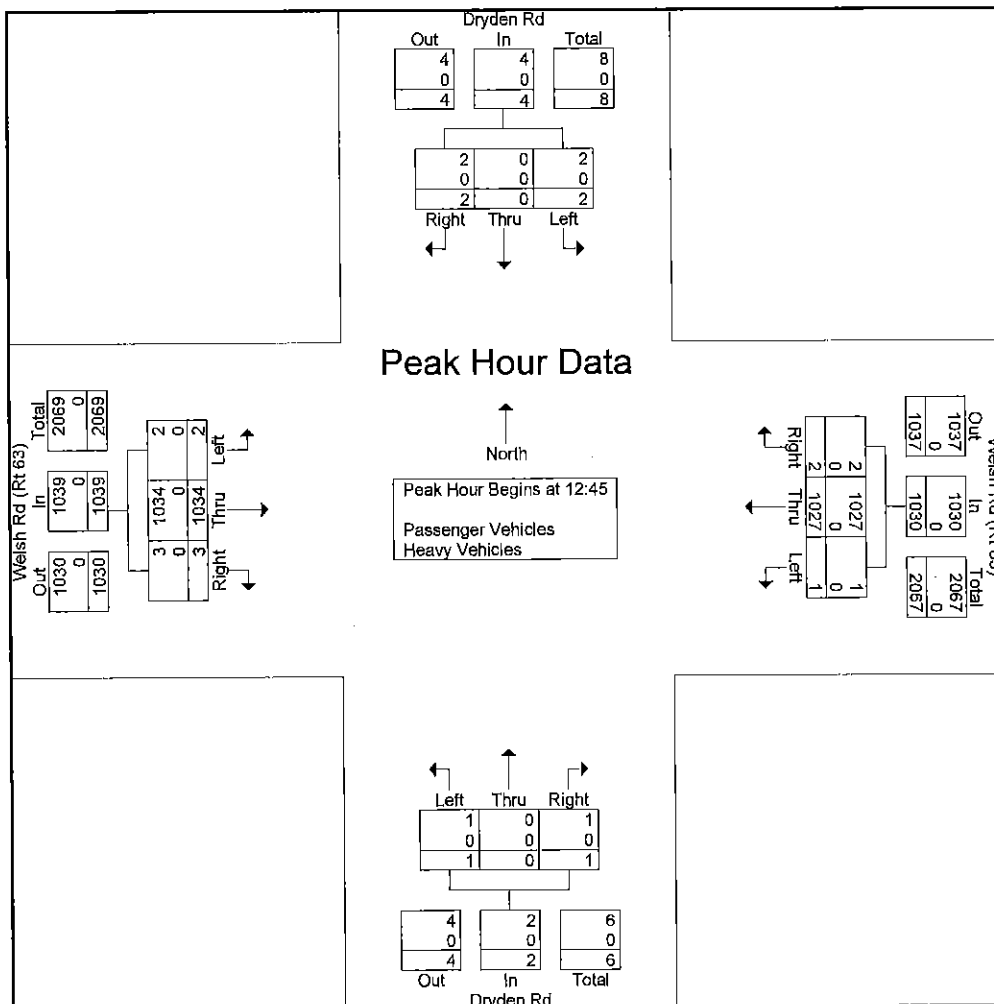 Dryden Rd
Out In Total
4 4 8
0 0 0
4 4 8
2 0 2
0 0 0
2 0 2
Right Thru Left
Peak Hour Data
North
Peak Hour Begins at 12:45
Passenger Vehicles
Heavy Vehicles
Welsh Rd (Rt 63)
Total In Out
2069 1039 1030
0 0 0
2069 1039 1030
2 1034 3
0 0 0
2 1034 3
Left Thru Right
Out In Total
1037 1030 2067
0 0 0
1037 1030 2067
2 1027 1
0 0 0
2 1027 1
Right Thru Left
Left Thru Right
1 0 1
0 0 0
1 0 1
4 2 6
0 0 0
4 2 6
Out In Total
Dryden Rd